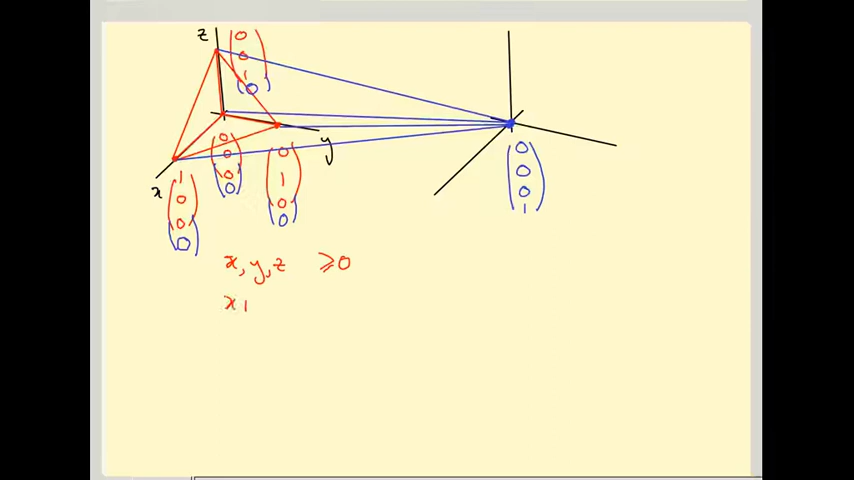 z
(0 0 1 0)
y
x
(0 0 0 0)
(0 1 0 0)
(1 0 0 0)
(0 0 0 1)
x, y, z ⩾0
x